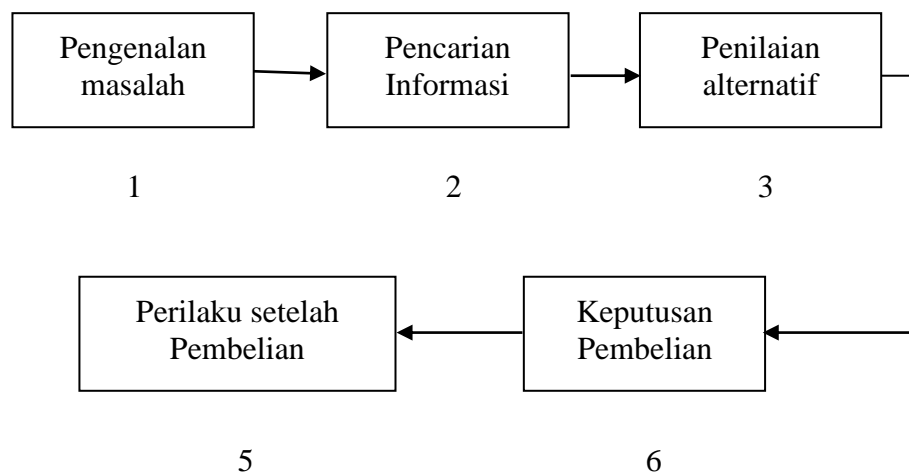 Pengenalan
masalah
Pencarian
Informasi
Penilaian
alternatif
1
2
3
Perilaku setelah
Pembelian
Keputusan
Pembelian
5
6